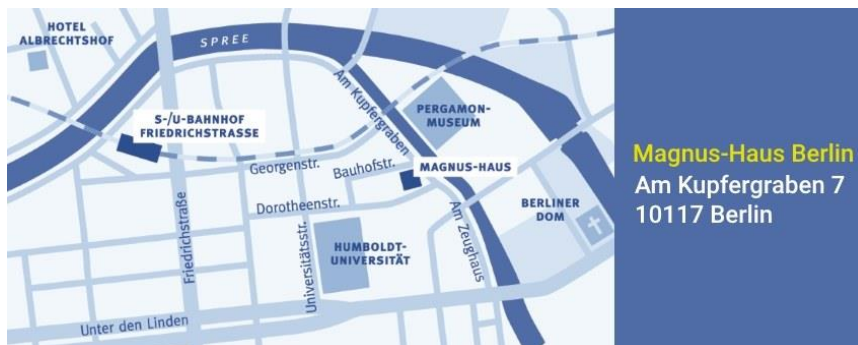 HOTEL
ALBRECHTSHOF
SPREE
S-/U-BAHNHOF
FRIEDRICHSTRASSE
Am Kupfergraben
PERGAMON-
MUSEUM
Georgenstr.
Bauhofstr.
MAGNUS-HAUS
Dorotheenstr.
BERLINER
DOM
Friedrichstraße
Universitätsstr.
HUMBOLDT-
UNIVERSITÄT
Am Zeughaus
Unter den Linden
Magnus-Haus Berlin
Am Kupfergraben 7
10117 Berlin